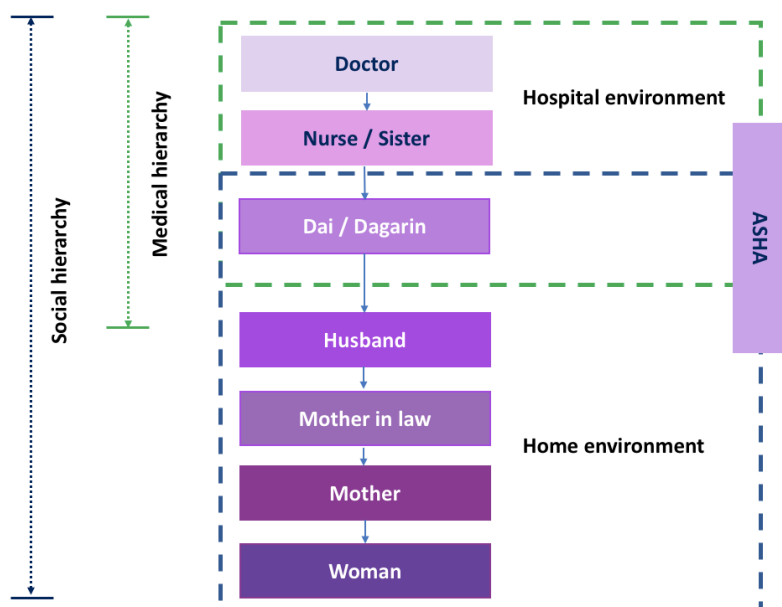 Social hierarchy
Medical hierarchy
Doctor
Hospital environment
Nurse / Sister
Dai / Dagarin
ASHA
Husband
Mother in law
Home environment
Mother
Woman